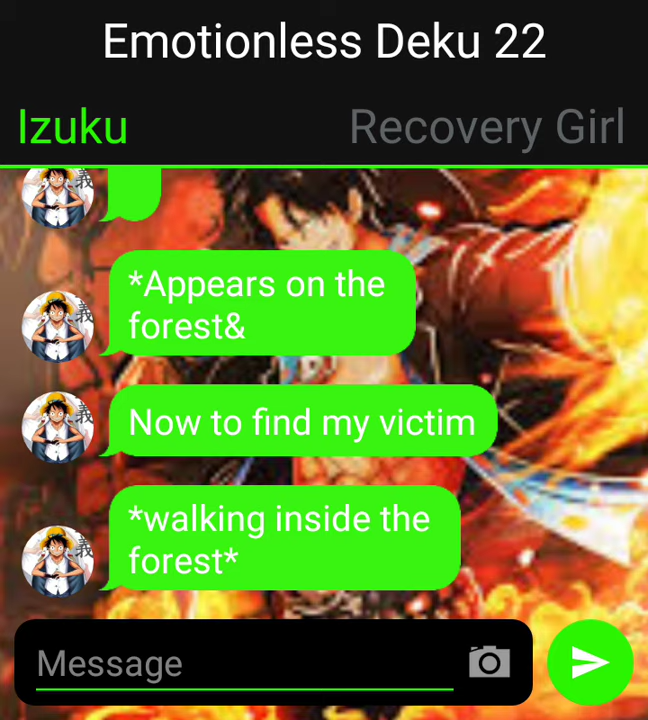 Emotionless Deku 22
Izuku
Recovery Girl
*Appears on the
forest&
Now to find my victim
*walking inside the
forest*
Message